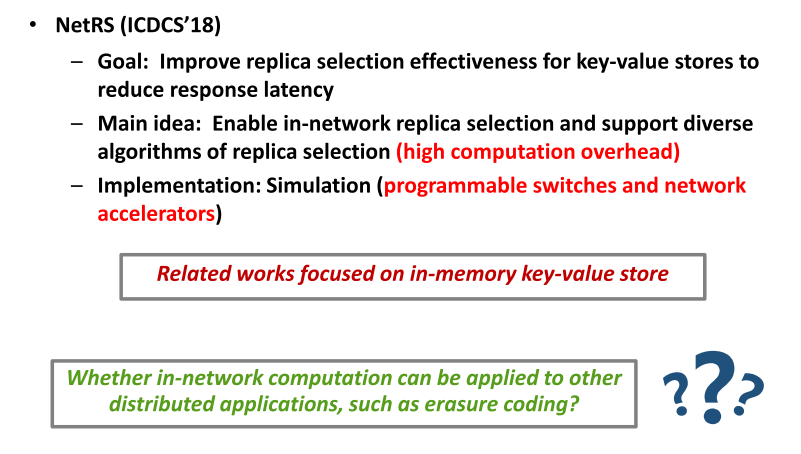 • NetRS (ICDCS’18)
– Goal: Improve replica selection effectiveness for key-value stores to
reduce response latency
– Main idea: Enable in-network replica selection and support diverse
algorithms of replica selection (high computation overhead)
– Implementation: Simulation (programmable switches and network
accelerators)
Related works focused on in-memory key-value store
Whether in-network computation can be applied to other
distributed applications, such as erasure coding?
???